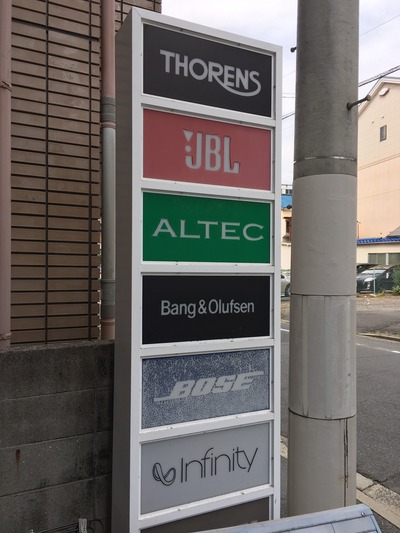 THORENS
JBL
ALTEC
Bang & Olufsen
BOSE
Infinity